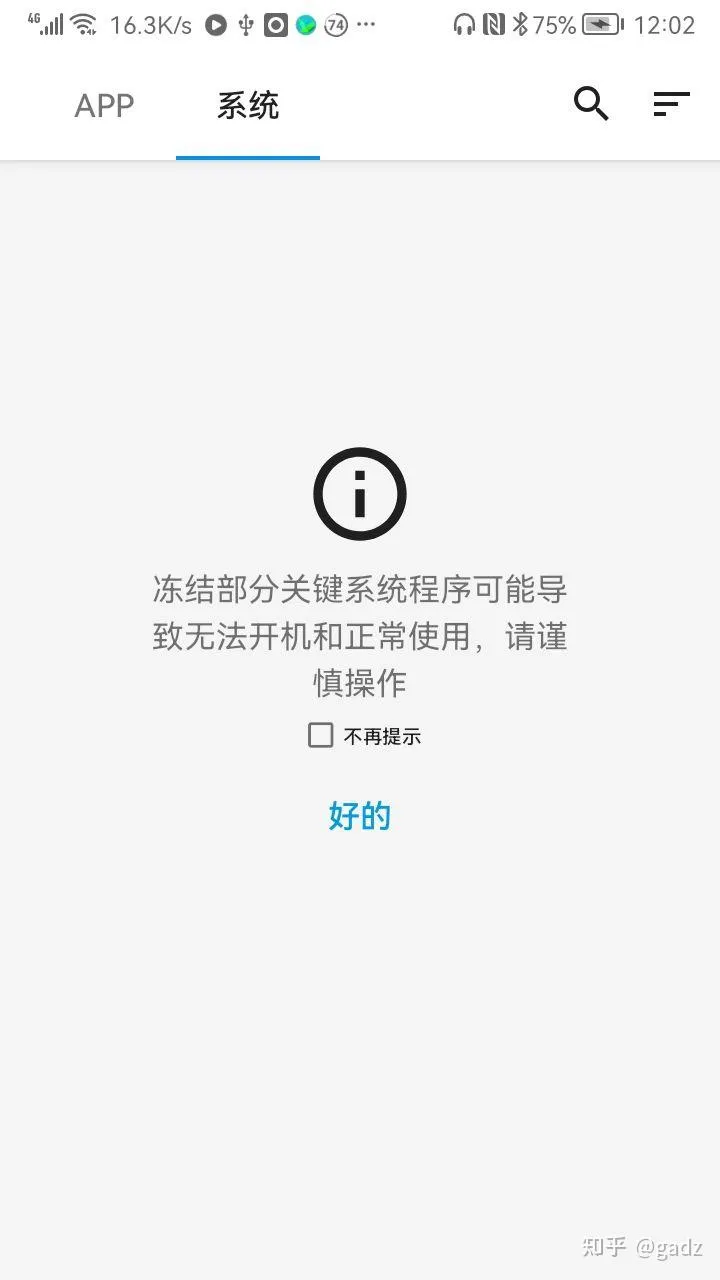 4G 16.3K/s 74 ... 75% 12:02
APP 系统
冻结部分关键系统程序可能导
致无法开机和正常使用，请谨
慎操作
不再提示
好的
知乎 @gadz